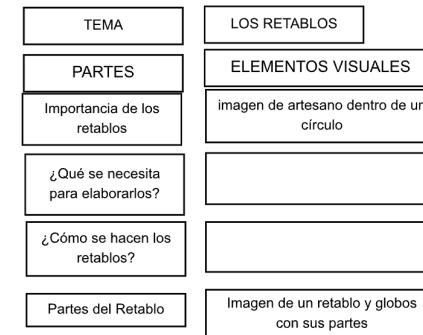 TEMA
LOS RETABLOS
PARTES
ELEMENTOS VISUALES
Importancia de los
retablos
imagen de artesano dentro de un
círculo
¿Qué se necesita
para elaborarlos?
¿Cómo se hacen los
retablos?
Partes del Retablo
Imagen de un retablo y globos
con sus partes